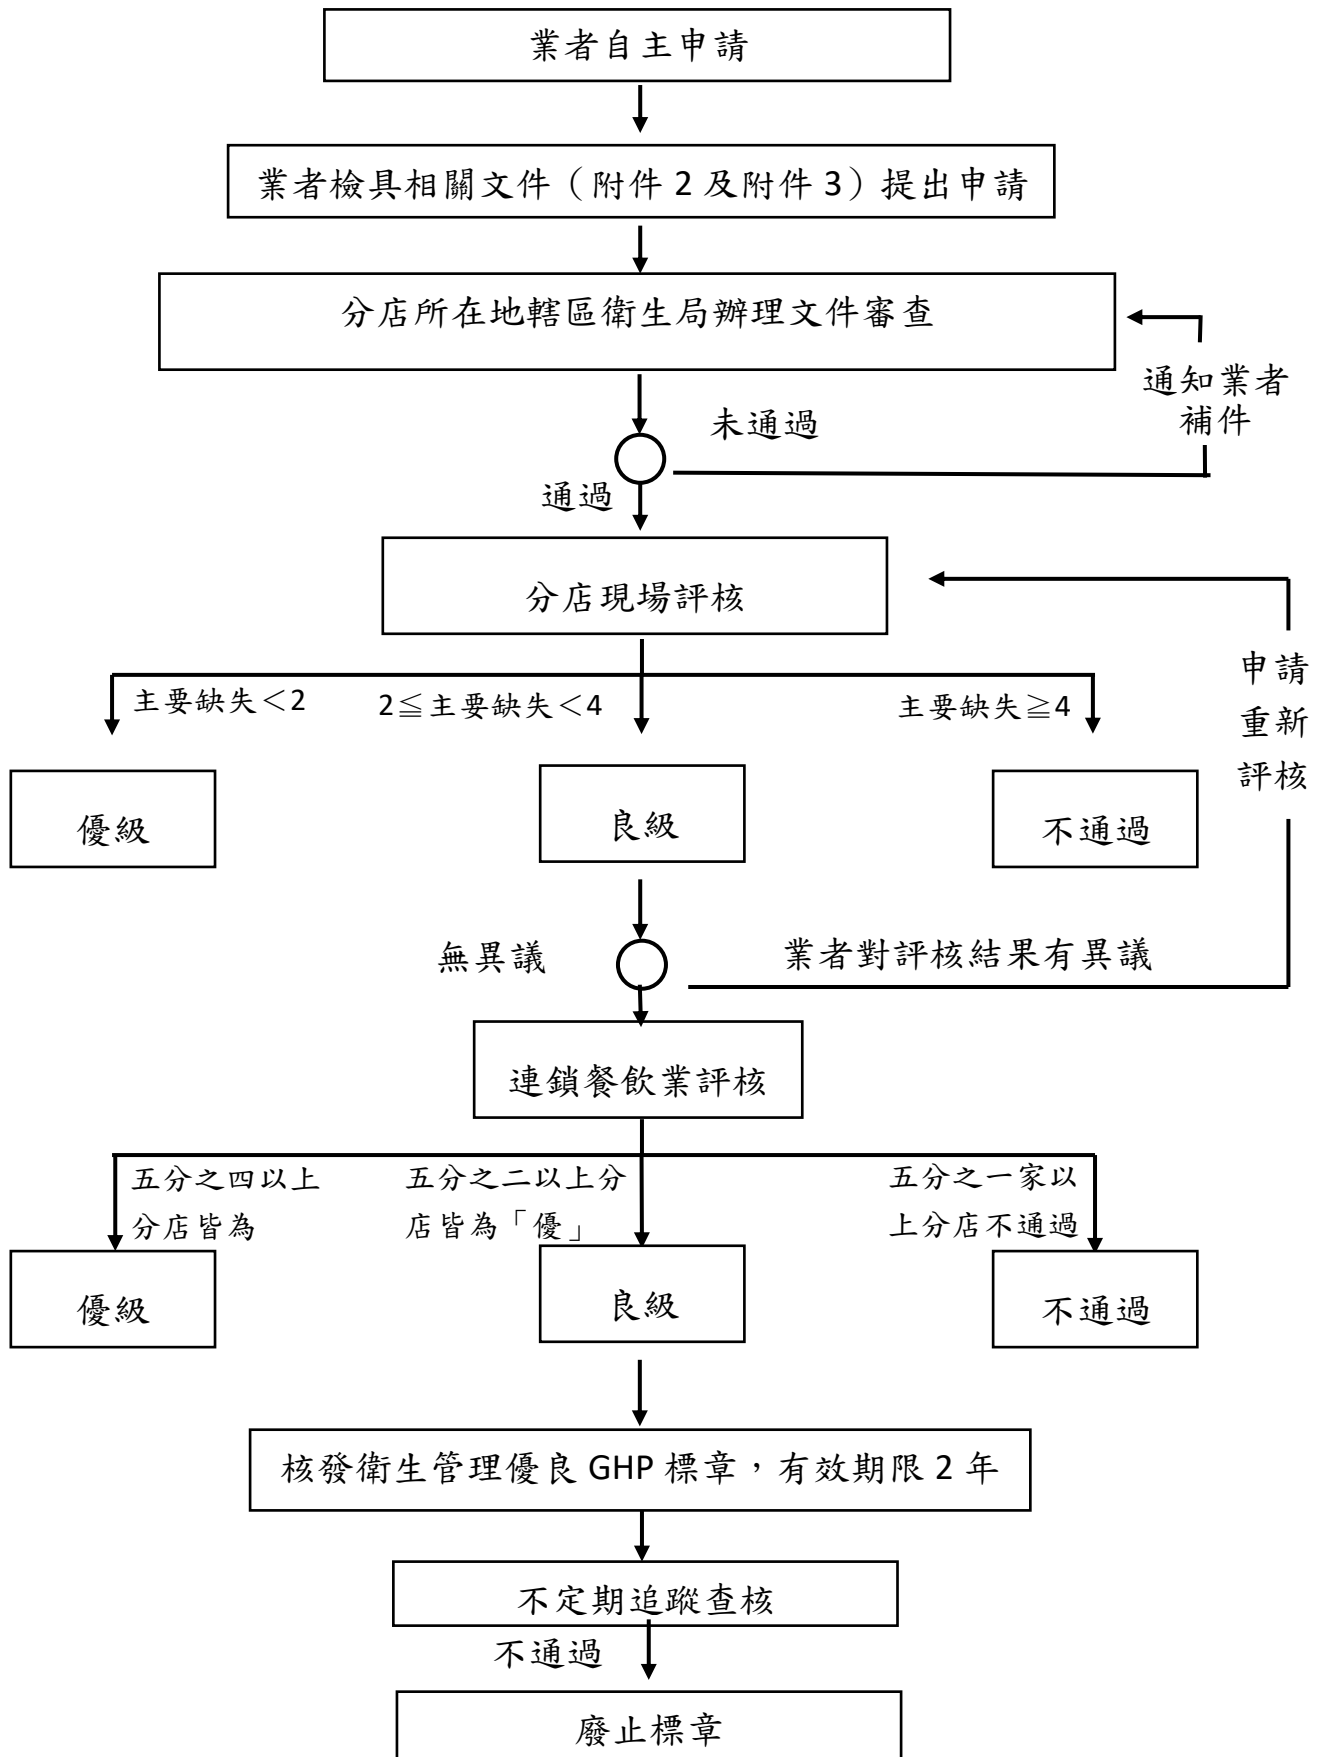 業者自主申請
業者檢具相關文件（附件 2 及附件 3）提出申請
分店所在地轄區衛生局辦理文件審查
通知業者
補件
未通過
通過
分店現場評核
主要缺失＜2
2≦主要缺失＜4
主要缺失≧4
申請
重新
評核
優級
良級
不通過
無異議
業者對評核結果有異議
連鎖餐飲業評核
五分之四以上
分店皆為
五分之二以上分
店皆為「優」
五分之一家以
上分店不通過
優級
良級
不通過
核發衛生管理優良 GHP 標章，有效期限 2 年
不定期追蹤查核
不通過
廢止標章